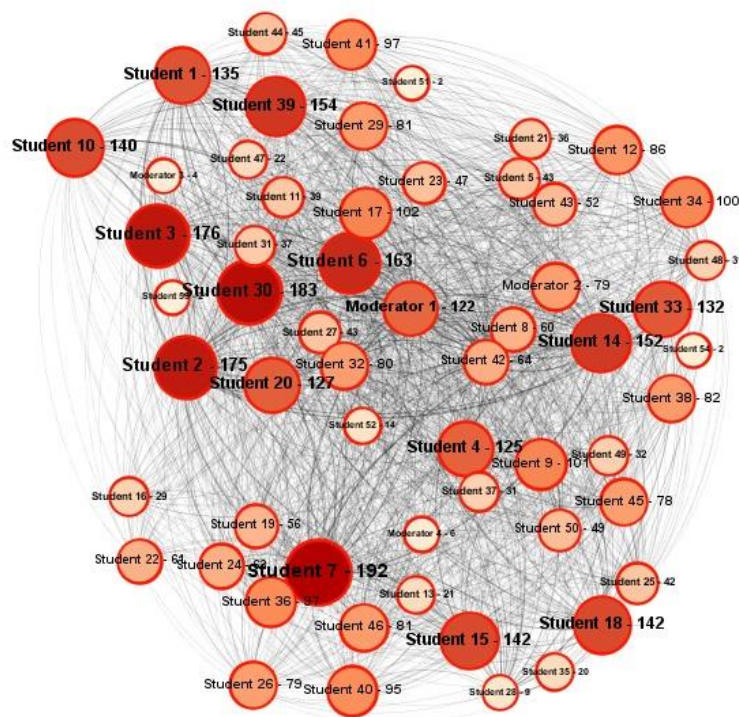 Student 44 - 45
Student 41 - 97
Student 1 - 135
Student 51 - 2
Student 39 - 154
Student 29 - 81
Student 21 - 36
Student 12 - 86
Student 10 - 140
Student 47 - 22
Moderator 3 - 4
Student 5 - 43
Student 23 - 47
Student 11 - 39
Student 43 - 52
Student 34 - 100
Student 17 - 102
Student 3 - 176
Student 31 - 37
Student 6 - 163
Student 48 - 3
Student 30 - 183
Moderator 2 - 79
Student
Moderator 1 - 122
Student 33 - 132
Student 27 - 43
Student 8 - 60
Student 14 - 152
Student 54 - 2
Student 2 - 175
Student 32 - 80
Student 42 - 64
Student 20 - 127
Student 38 - 82
Student 52 - 14
Student 4 - 125
Student 49 - 32
Student 9 - 101
Student 37 - 31
Student 16 - 29
Student 45 - 78
Student 19 - 56
Student 50 - 49
Moderator 4 - 6
Student 22 - 61
Student 24 -
Student 7 - 192
Student 25 - 42
Student 13 - 21
Student 36 - 97
Student 46 - 81
Student 18 - 142
Student 15 - 142
Student 35 - 20
Student 26 - 79
Student 40 - 95
Student 28 - 9